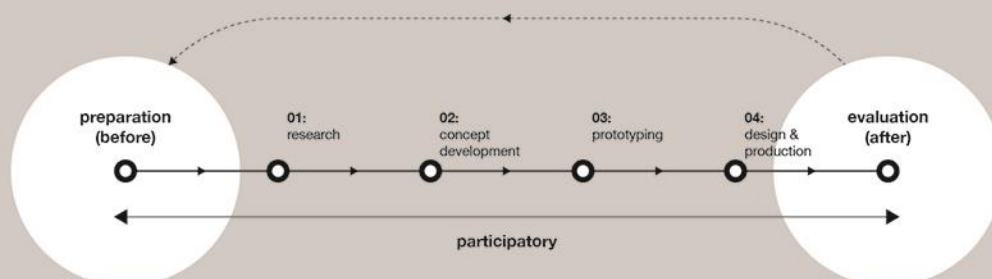 preparation
(before)
01:
research
02:
concept
development
03:
prototyping
04:
design &
production
evaluation
(after)
participatory